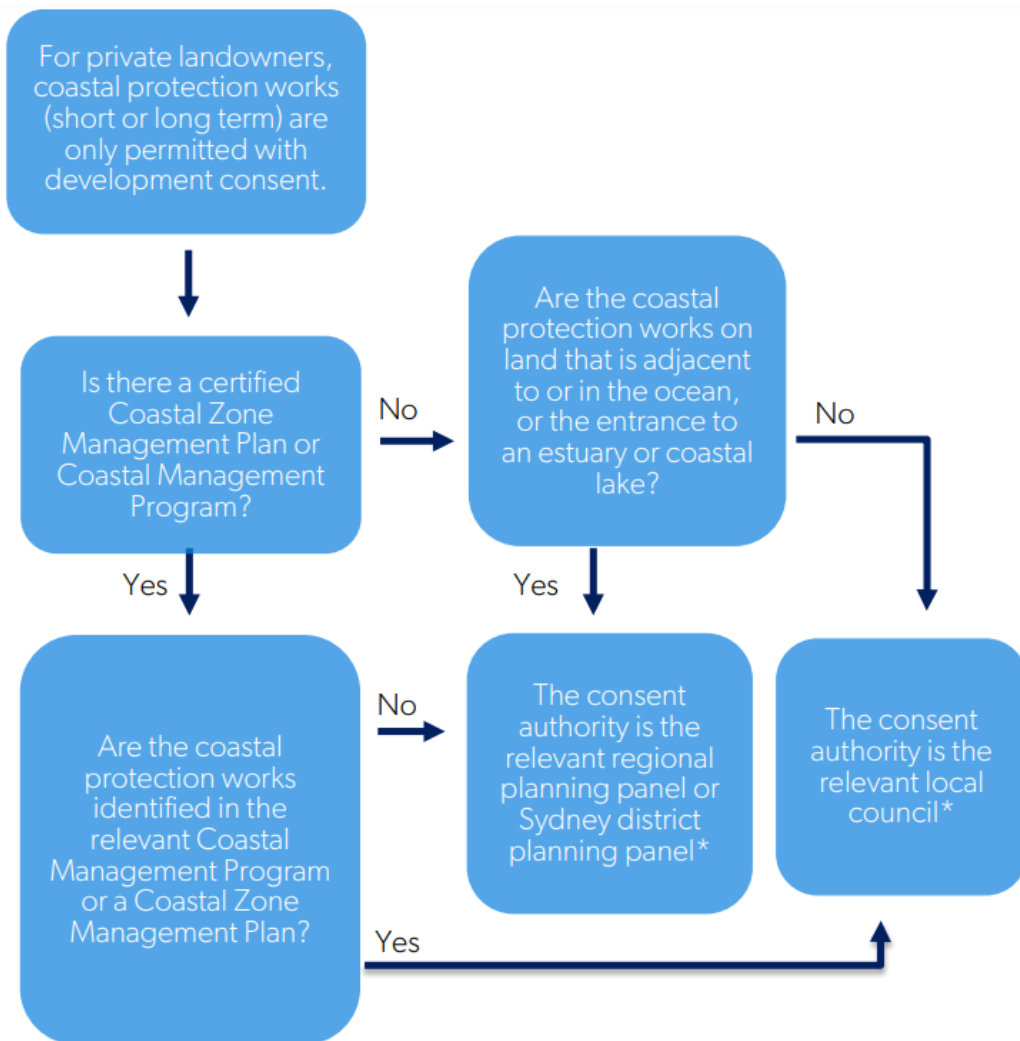 For private landowners,
coastal protection works
(short or long term) are
only permitted with
development consent.
Is there a certified
Coastal Zone
Management Plan or
Coastal Management
Program?
No
Are the coastal
protection works on
land that is adjacent
to or in the ocean,
or the entrance to
an estuary or coastal
lake?
No
Yes
Yes
Are the coastal
protection works
identified in the
relevant Coastal
Management Program
or a Coastal Zone
Management Plan?
No
The consent
authority is the
relevant regional
planning panel or
Sydney district
planning panel*
The consent
authority is the
relevant local
council*
Yes